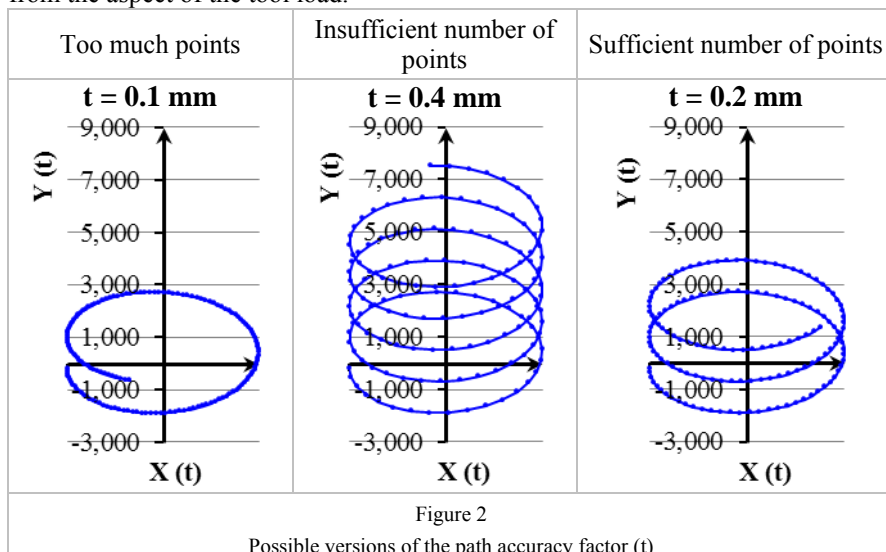 from the aspect of the tool load.
Too much points
Insufficient number of
points
Sufficient number of points
t = 0.1 mm
9,000
7,000
5,000
3,000
1,000
-1,000
-3,000
Y (t)
X (t)
t = 0.4 mm
9,000
7,000
5,000
3,000
1,000
-1,000
-3,000
X (t)
t = 0.2 mm
9,000
7,000
5,000
3,000
1,000
-1,000
-3,000
Y (t)
X (t)
Figure 2
Possible versions of the path accuracy factor (t)